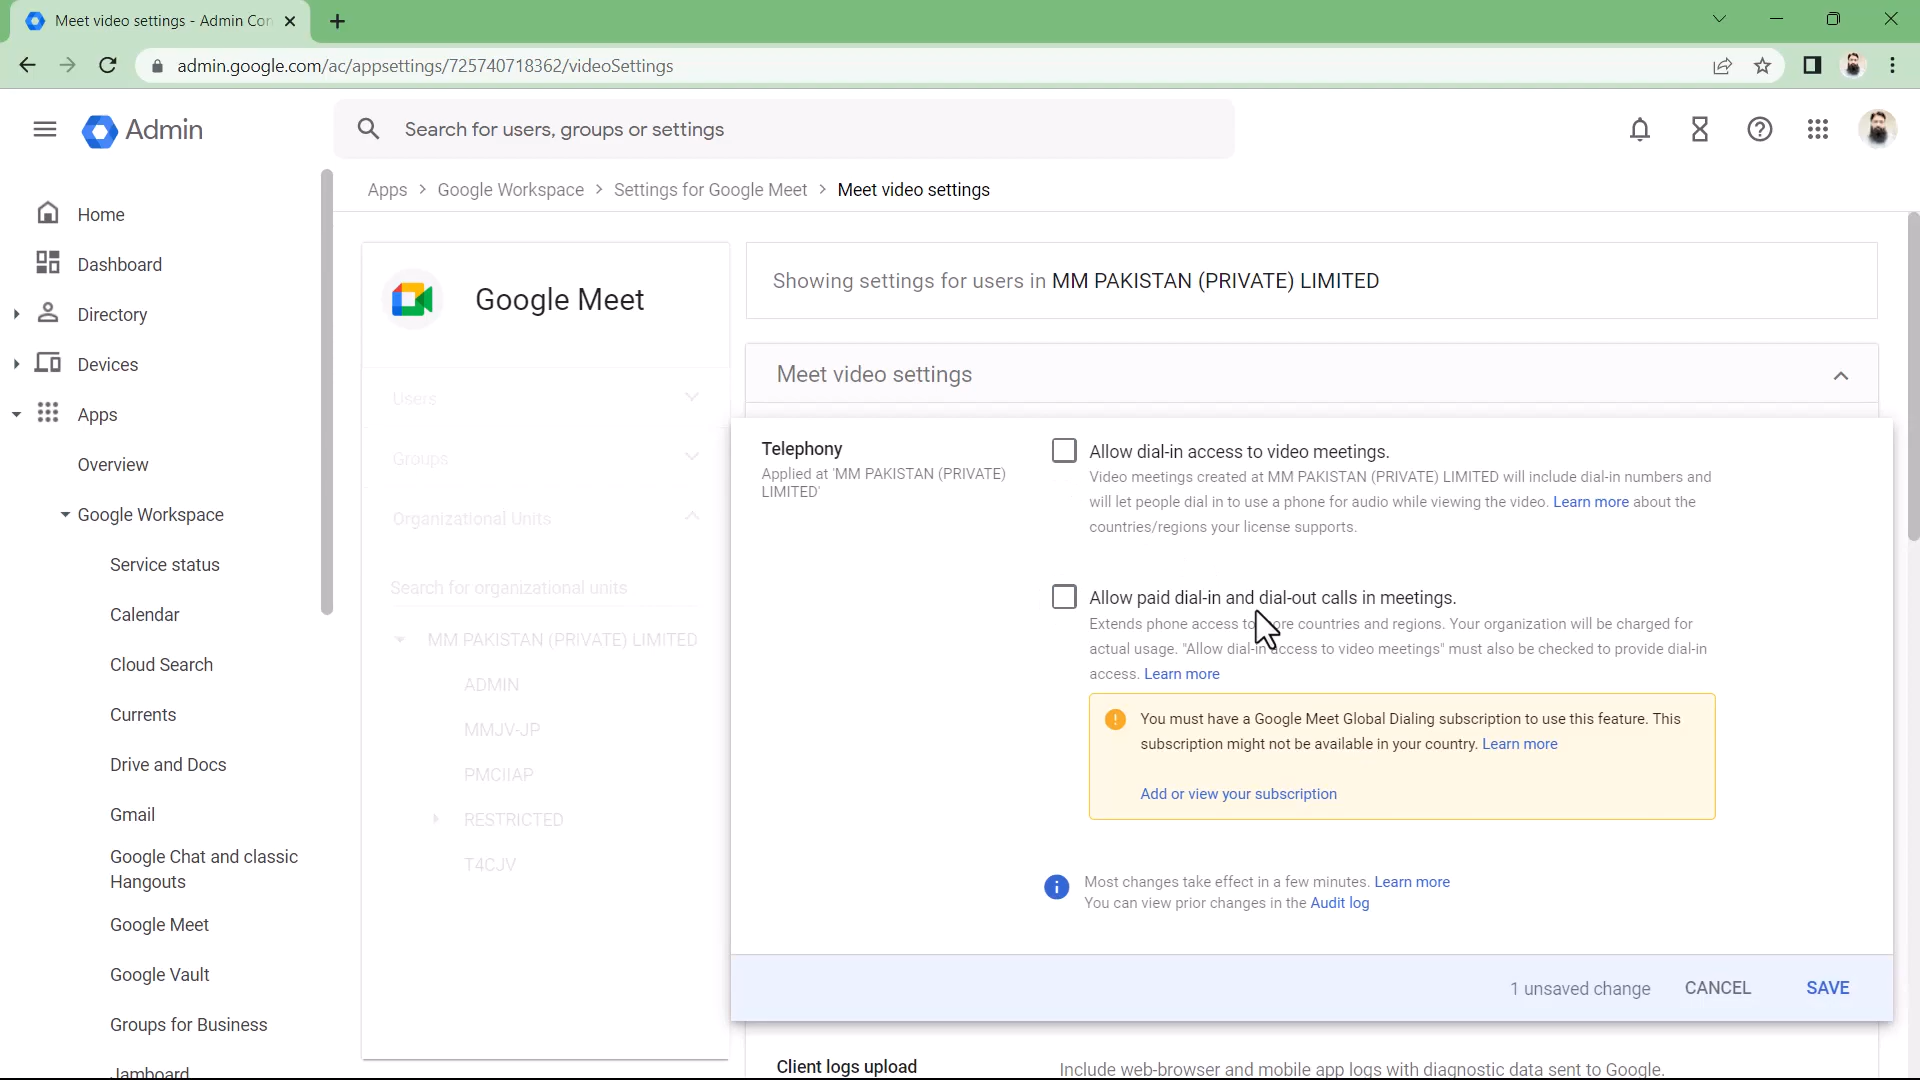 Meet video settings - Admin Con
admin.google.com/ac/appsettings/725740718362/videoSettings
Admin
Search for users, groups or settings
Apps > Google Workspace > Settings for Google Meet > Meet video settings
Home
Dashboard
Directory
Devices
Apps
Overview
Google Workspace
Service status
Calendar
Cloud Search
Currents
Drive and Docs
Gmail
Google Chat and classic
Hangouts
Google Meet
Google Vault
Groups for Business
Jamboard
Google Meet
Users
Groups
Organizational Units
Search for organizational units
MM PAKISTAN (PRIVATE) LIMITED
ADMIN
MMJV-JP
PMCIIAP
RESTRICTED
T4CJV
Showing settings for users in MM PAKISTAN (PRIVATE) LIMITED
Meet video settings
Telephony
Applied at 'MM PAKISTAN (PRIVATE)
LIMITED'
Allow dial-in access to video meetings.
Video meetings created at MM PAKISTAN (PRIVATE) LIMITED will include dial-in numbers and
will let people dial in to use a phone for audio while viewing the video. Learn more about the
countries/regions your license supports.
Allow paid dial-in and dial-out calls in meetings.
Extends phone access to more countries and regions. Your organization will be charged for
actual usage. "Allow dial-in access to video meetings" must also be checked to provide dial-in
access. Learn more
You must have a Google Meet Global Dialing subscription to use this feature. This
subscription might not be available in your country. Learn more
Add or view your subscription
Most changes take effect in a few minutes. Learn more
You can view prior changes in the Audit log
1 unsaved change
CANCEL
SAVE
Client logs upload
Include web-browser and mobile app logs with diagnostic data sent to Google.